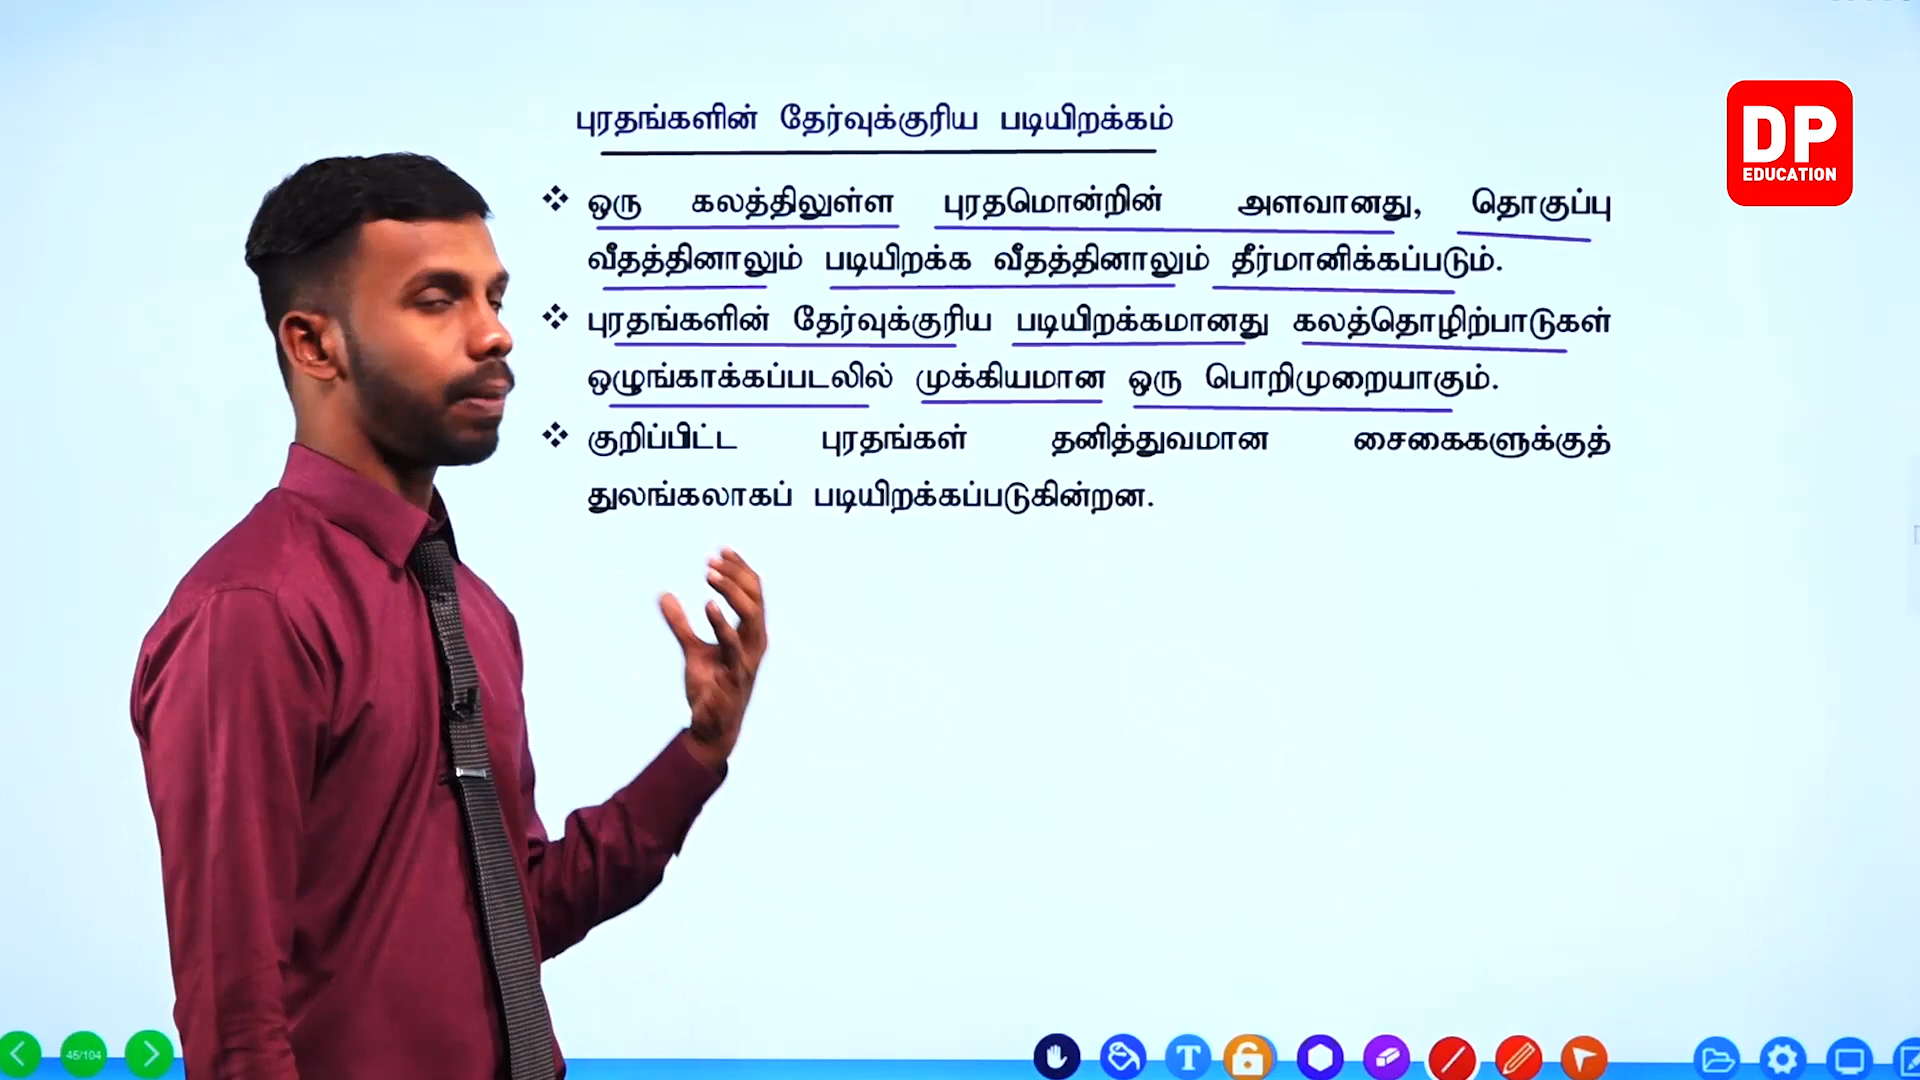 புரதங்களின் தேர்வுக்குரிய படியிறக்கம்
DP
EDUCATION
❖ ஒரு கலத்திலுள்ள புரதமொன்றின் அளவானது, தொகுப்பு
வீதத்தினாலும் படியிறக்க வீதத்தினாலும் தீர்மானிக்கப்படும்.
❖ புரதங்களின் தேர்வுக்குரிய படியிறக்கமானது கலத்தொழிற்பாடுகள்
ஒழுங்காக்கப்படலில் முக்கியமான ஒரு பொறிமுறையாகும்.
❖ குறிப்பிட்ட புரதங்கள் தனித்துவமான சைகைகளுக்குத்
துலங்கலாகப் படியிறக்கப்படுகின்றன.
45/104
T